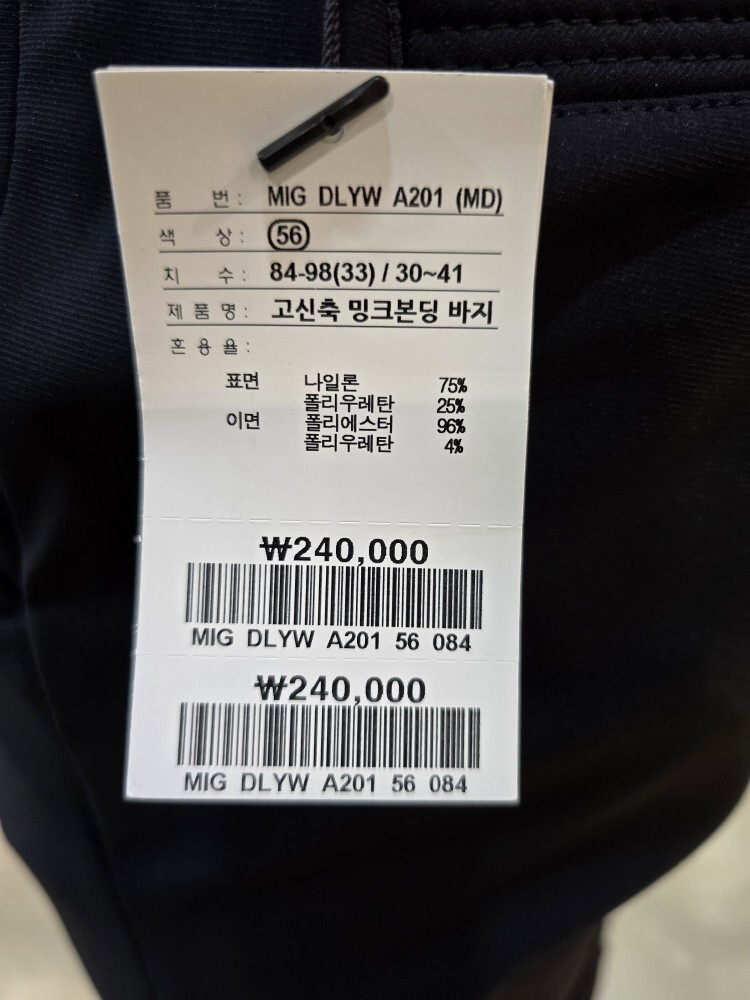 품 번 : MIG DLYW A201 (MD)
색 상 : 56
치 수 : 84-98(33) / 30~41
제 품 명 : 고신축 밍크본딩 바지
혼 용 율 :
표면 나일론 75%
폴리우레탄 25%
이면 폴리에스터 96%
폴리우레탄 4%
₩240,000
MIG DLYW A201 56 084
₩240,000
MIG DLYW A201 56 084